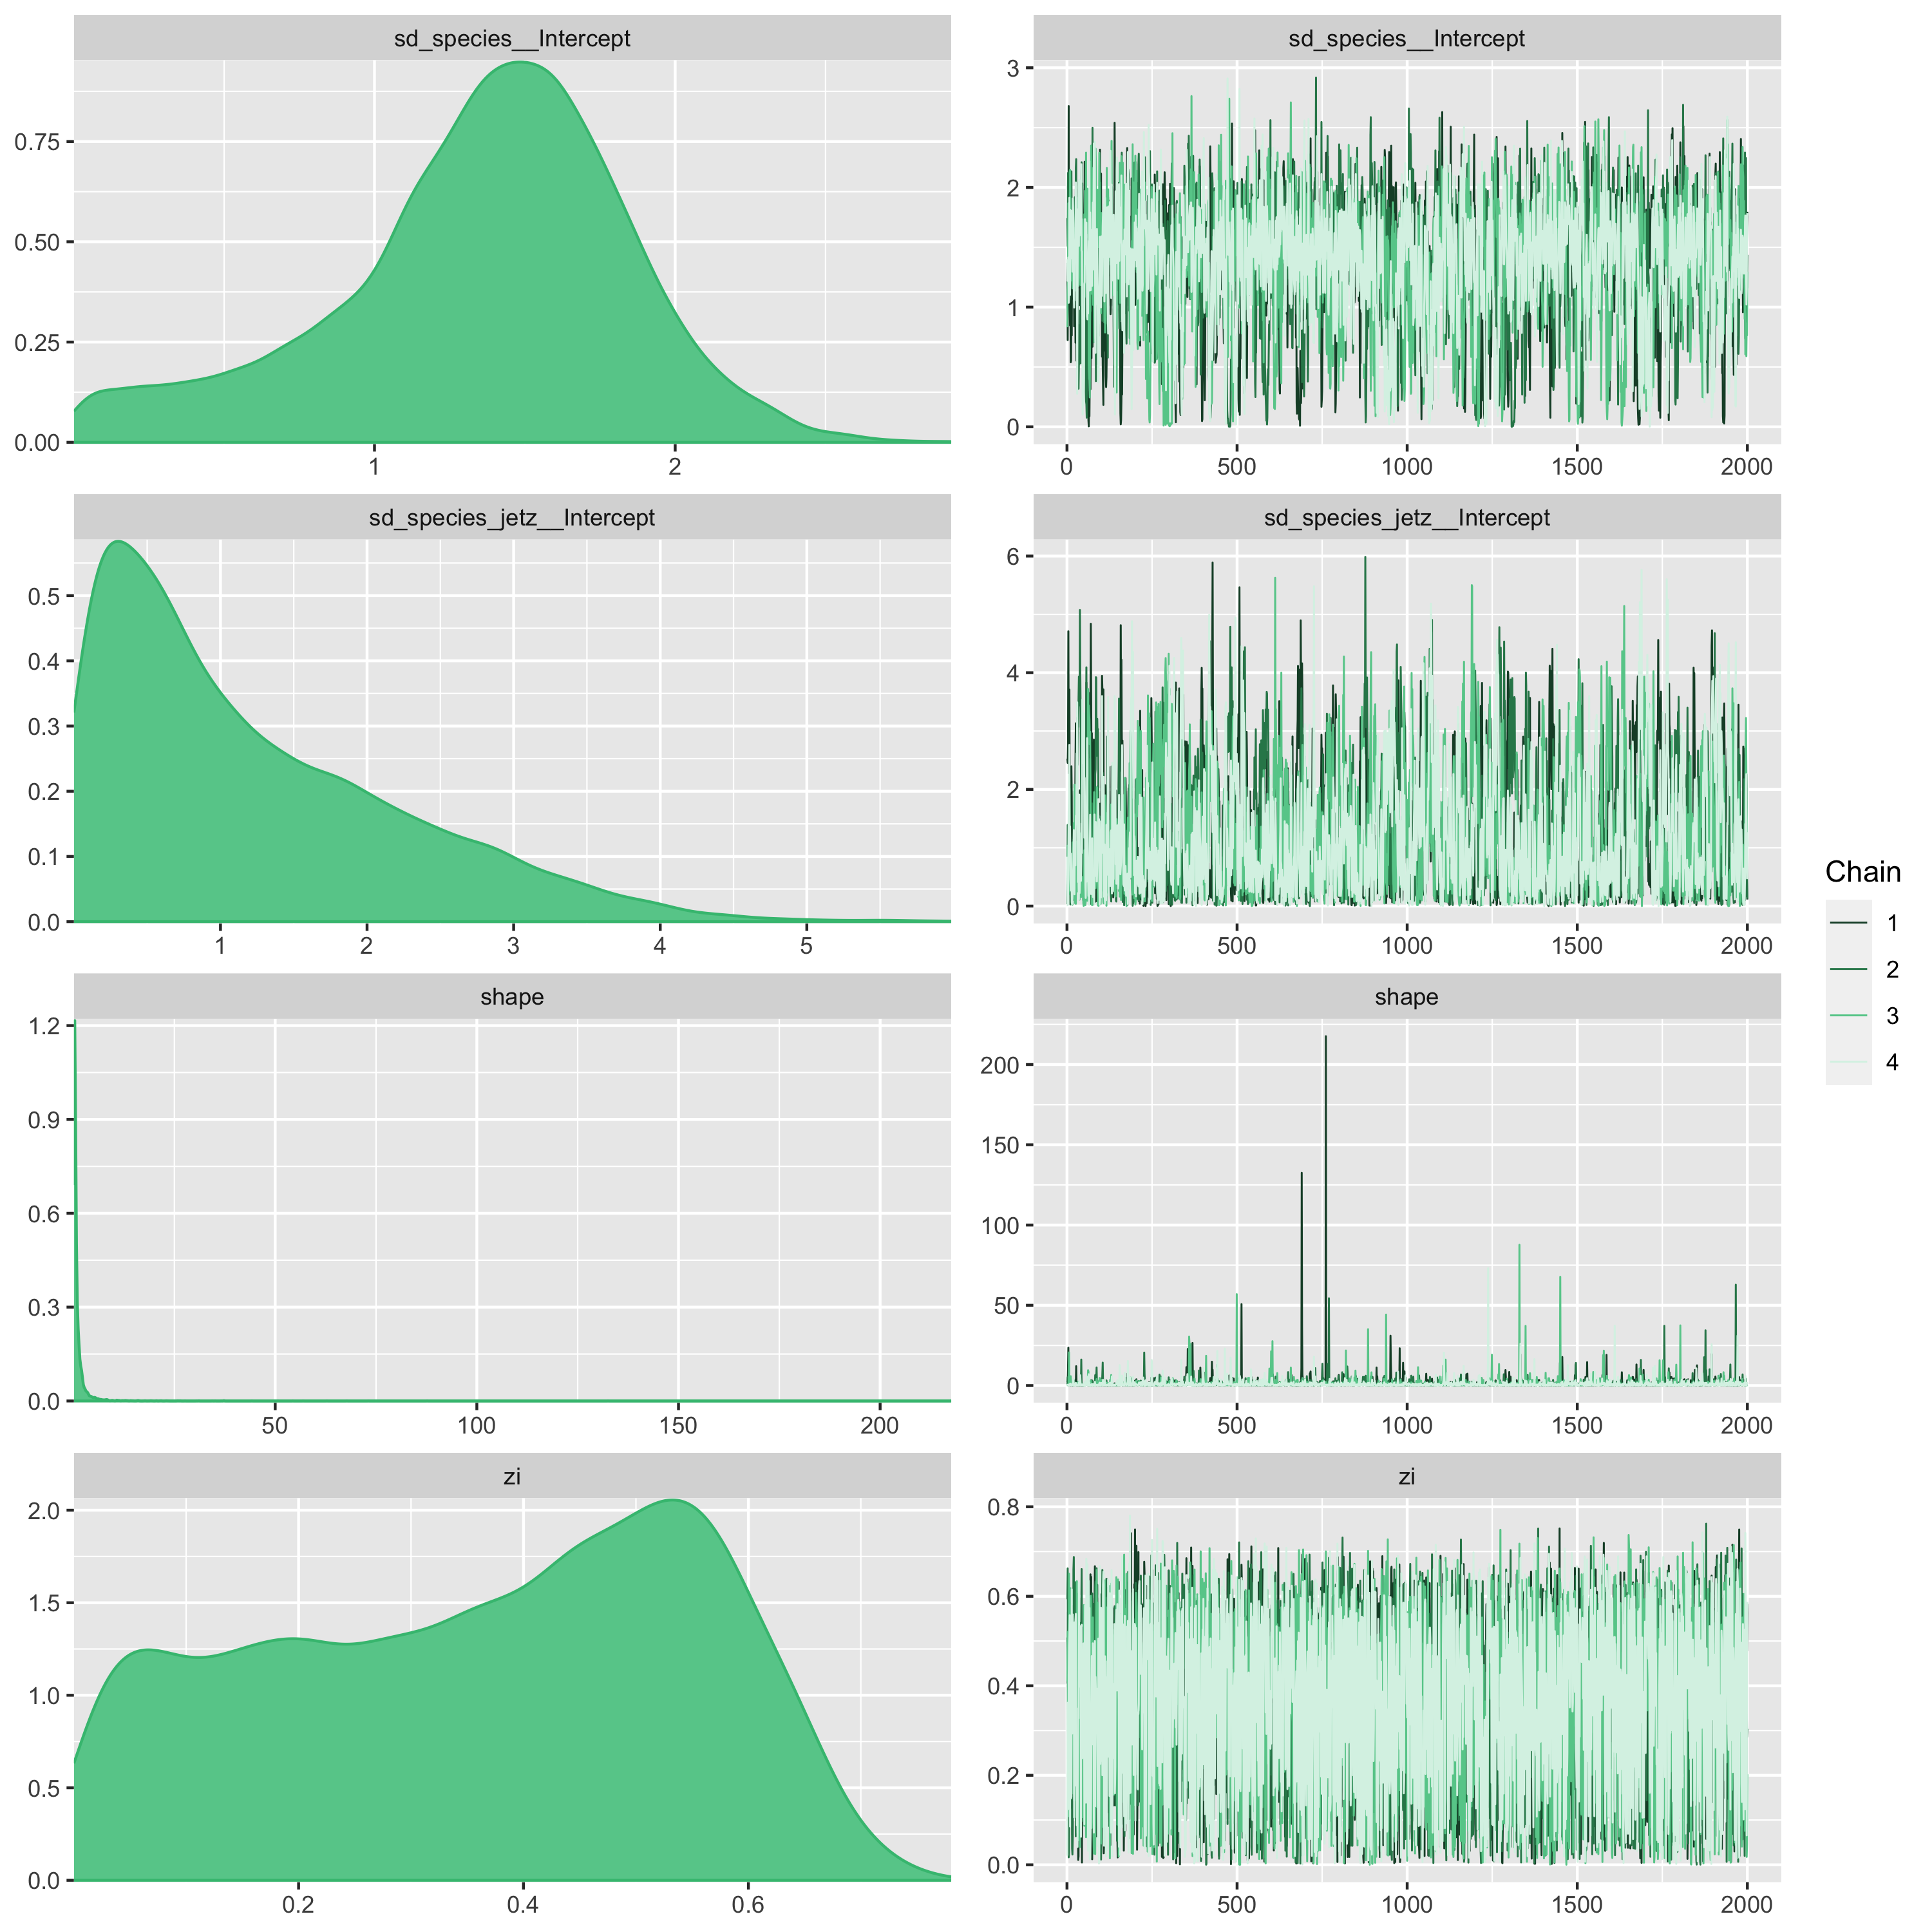 sd_species__Intercept
0.75
0.50
0.25
0.00
1 2
sd_species__Intercept
3
2
1
0
0 500 1000 1500 2000
sd_species_jetz__Intercept
0.5
0.4
0.3
0.2
0.1
0.0
1 2 3 4 5
sd_species_jetz__Intercept
6
4
2
0
0 500 1000 1500 2000
shape
1.2
0.9
0.6
0.3
0.0
50 100 150 200
shape
200
150
100
50
0
0 500 1000 1500 2000
zi
2.0
1.5
1.0
0.5
0.0
0.2 0.4 0.6
zi
0.8
0.6
0.4
0.2
0.0
0 500 1000 1500 2000
Chain
1
2
3
4